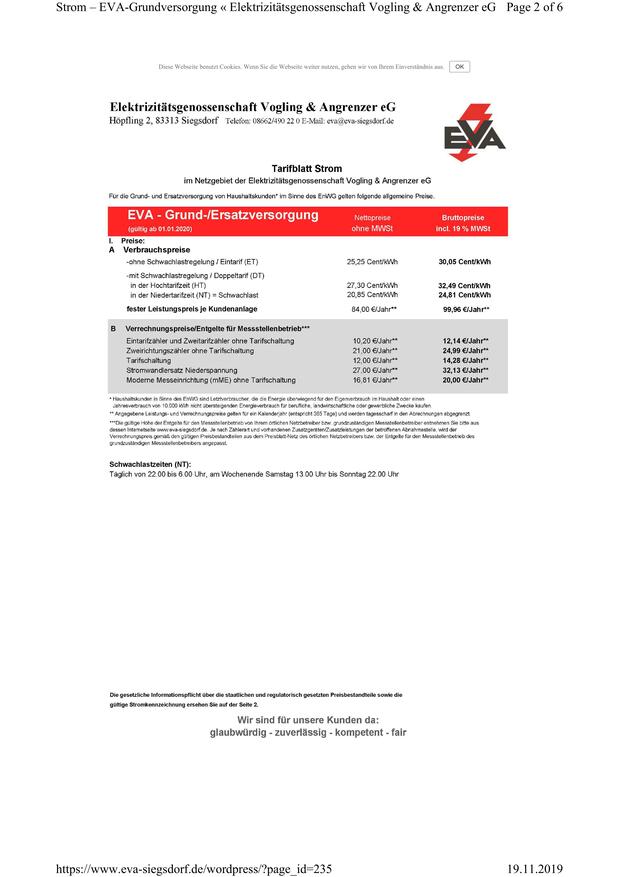 Strom – EVA-Grundversorgung « Elektrizitätsgenossenschaft Vogling & Angrenzer eG Page 2 of 6
Diese Webseite benutzt Cookies. Wenn Sie die Webseite weiter nutzen, gehen wir von Ihrem Einverständnis aus. OK
Elektrizitätsgenossenschaft Vogling & Angrenzer eG
Höpfling 2, 83313 Siegsdorf Telefon: 08662/490 22 0 E-Mail: eva@eva-siegsdorf.de
EVA
Tarifblatt Strom
im Netzgebiet der Elektrizitätsgenossenschaft Vogling & Angrenzer eG
Für die Grund- und Ersatzversorgung von Haushaltskunden* im Sinne des EnWG gelten folgende allgemeine Preise.
EVA - Grund-/Ersatzversorgung Nettopreise Bruttopreise
(gültig ab 01.01.2020) ohne MWSt incl. 19 % MWSt
I. Preise:
A Verbrauchspreise
-ohne Schwachlastregelung / Eintarif (ET) 25,25 Cent/kWh 30,05 Cent/kWh
-mit Schwachlastregelung / Doppeltarif (DT)
in der Hochtarifzeit (HT) 27,30 Cent/kWh 32,49 Cent/kWh
in der Niedertarifzeit (NT) = Schwachlast 20,85 Cent/kWh 24,81 Cent/kWh
fester Leistungspreis je Kundenanlage 84,00 €/Jahr** 99,96 €/Jahr**
B Verrechnungspreise/Entgelte für Messstellenbetrieb***
Eintarifzähler und Zweitarifzähler ohne Tarifschaltung 10,20 €/Jahr** 12,14 €/Jahr**
Zweirichtungszähler ohne Tarifschaltung 21,00 €/Jahr** 24,99 €/Jahr**
Tarifschaltung 12,00 €/Jahr** 14,28 €/Jahr**
Stromwandlersatz Niederspannung 27,00 €/Jahr** 32,13 €/Jahr**
Moderne Messeinrichtung (mME) ohne Tarifschaltung 16,81 €/Jahr** 20,00 €/Jahr**
* Haushaltskunden in Sinne des EnWG sind Letztverbraucher, die die Energie überwiegend für den Eigenverbrauch im Haushalt oder einen
Jahresverbrauch von 10.000 kWh nicht übersteigenden Energieverbrauch für berufliche, landwirtschaftliche oder gewerbliche Zwecke kaufen
** Angegebene Leistungs- und Verrechnungspreise gelten für ein Kalenderjahr (entspricht 365 Tage) und werden tagesscharf in den Abrechnungen abgegrenzt
***Die gültige Höhe der Entgelte für den Messstellenbetrieb von Ihrem örtlichen Netzbetreiber bzw. grundzuständigen Messstellenbetreiber entnehmen Sie bitte aus
dessen Internetseite www.eva-siegsdorf.de. Je nach Zählerart und vorhandenen Zusatzgeräten/Zusatzleistungen der betroffenen Abnahmestelle, wird der
Verrechnungspreis gemäß den gültigen Preisbestandteilen aus dem Preisblatt-Netz des örtlichen Netzbetreibers bzw. der Entgelte für den Messstellenbetrieb des
grundzuständigen Messstellenbetreibers angepasst.
Schwachlastzeiten (NT):
Täglich von 22.00 bis 6.00 Uhr, am Wochenende Samstag 13.00 Uhr bis Sonntag 22.00 Uhr
Die gesetzliche Informationspflicht über die staatlichen und regulatorisch gesetzten Preisbestandteile sowie die
gültige Stromkennzeichnung ersehen Sie auf der Seite 2.
Wir sind für unsere Kunden da:
glaubwürdig - zuverlässig - kompetent - fair
https://www.eva-siegsdorf.de/wordpress/?page_id=235 19.11.2019